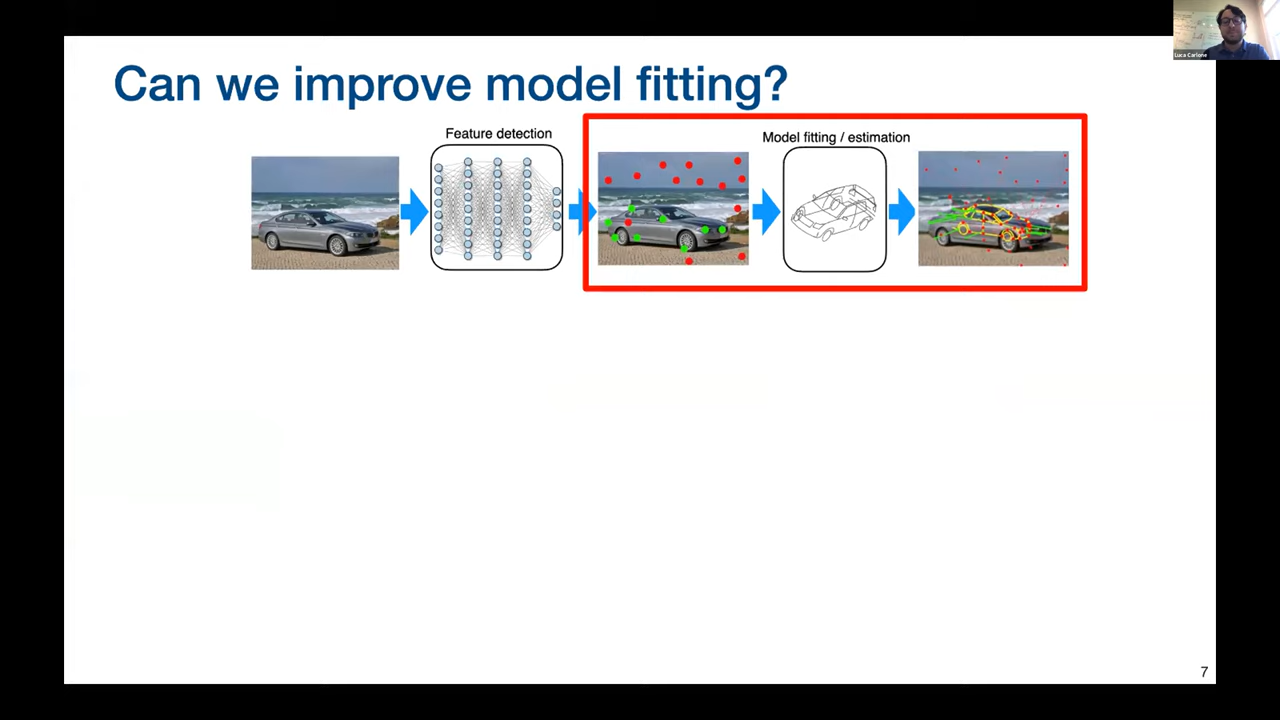 Luca Carlone
Can we improve model fitting?
Feature detection
Model fitting / estimation
7